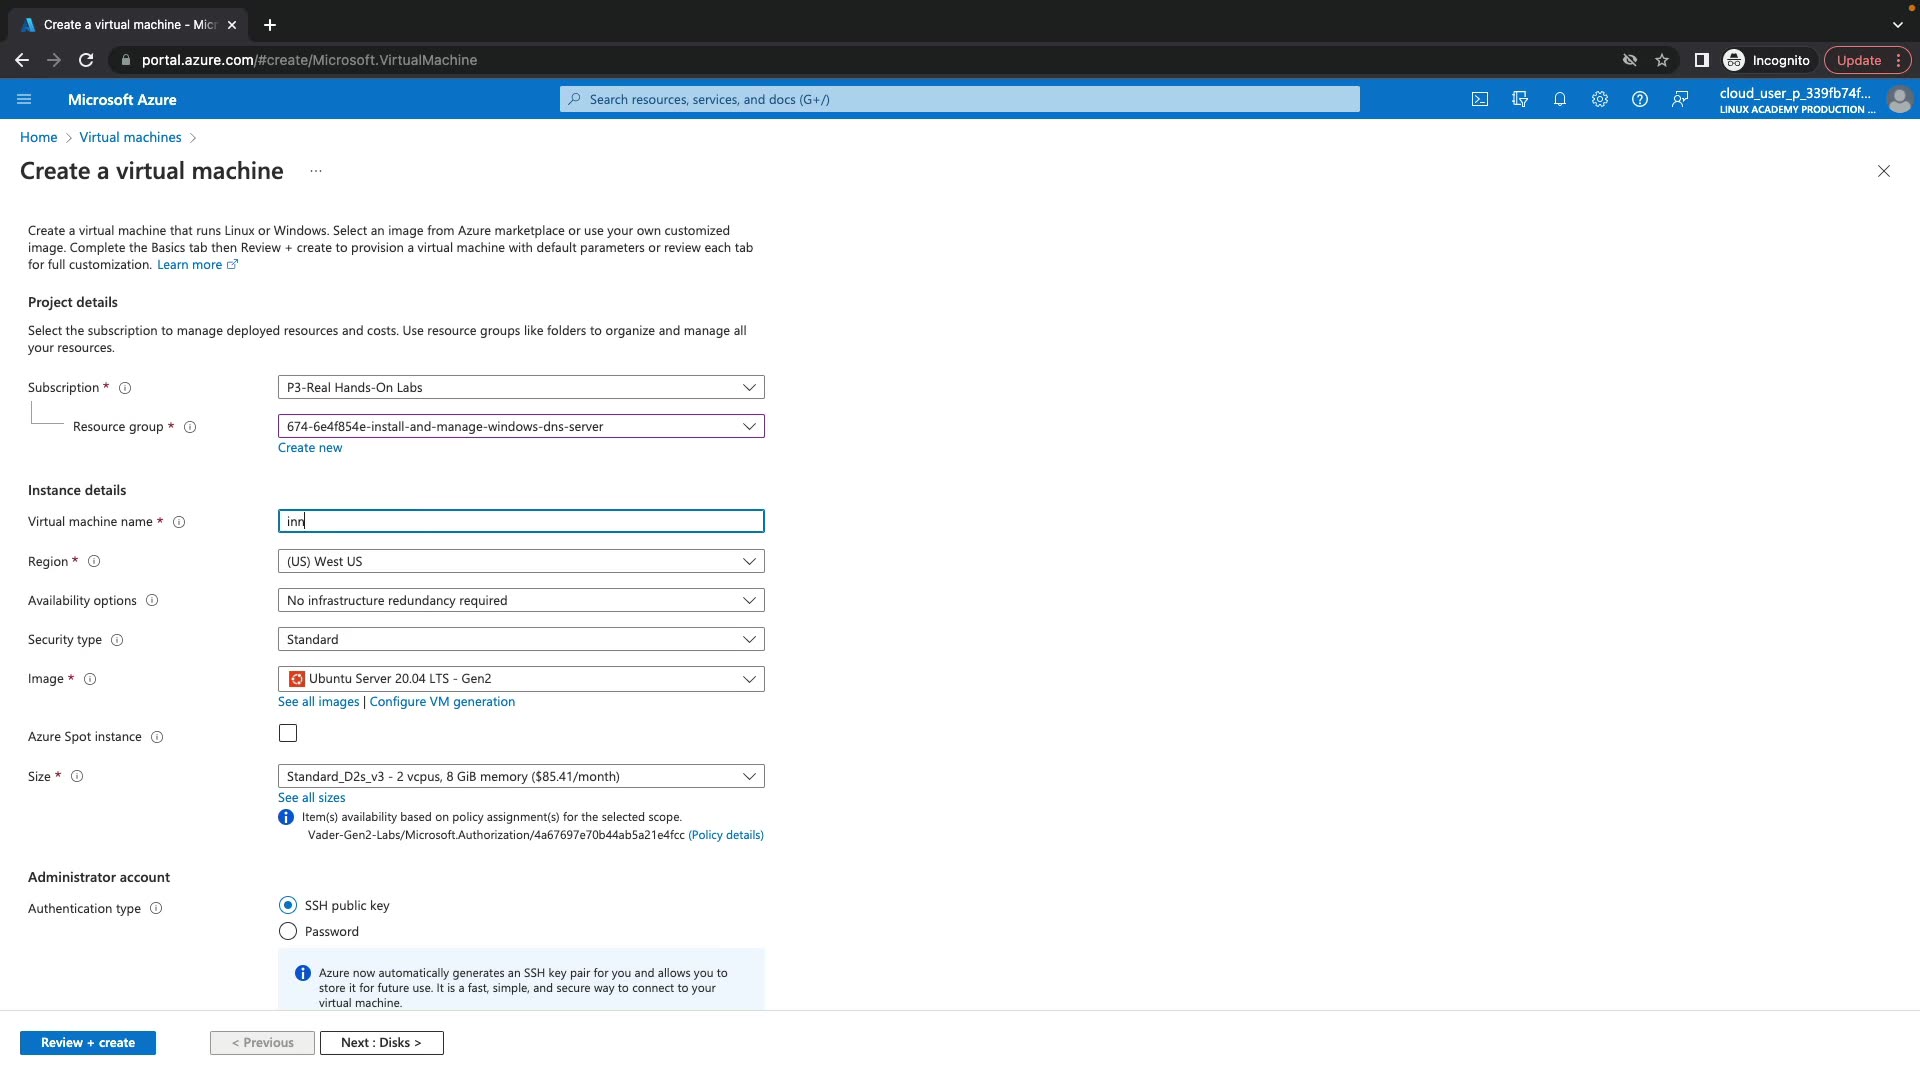 Create a virtual machine - Micr
portal.azure.com/#create/Microsoft.VirtualMachine
Incognito
Update
Microsoft Azure
Search resources, services, and docs (G+/)
cloud_user_p_339fb74f...
LINUX ACADEMY PRODUCTION ...
Home > Virtual machines >
Create a virtual machine ...
Create a virtual machine that runs Linux or Windows. Select an image from Azure marketplace or use your own customized
image. Complete the Basics tab then Review + create to provision a virtual machine with default parameters or review each tab
for full customization. Learn more
Project details
Select the subscription to manage deployed resources and costs. Use resource groups like folders to organize and manage all
your resources.
Subscription *
P3-Real Hands-On Labs
Resource group *
674-6e4f854e-install-and-manage-windows-dns-server
Create new
Instance details
Virtual machine name *
inn
Region *
(US) West US
Availability options
No infrastructure redundancy required
Security type
Standard
Image *
Ubuntu Server 20.04 LTS - Gen2
See all images | Configure VM generation
Azure Spot instance
Size *
Standard_D2s_v3 - 2 vcpus, 8 GiB memory ($85.41/month)
See all sizes
Item(s) availability based on policy assignment(s) for the selected scope.
Vader-Gen2-Labs/Microsoft.Authorization/4a67697e70b44ab5a21e4fcc (Policy details)
Administrator account
Authentication type
SSH public key
Password
Azure now automatically generates an SSH key pair for you and allows you to
store it for future use. It is a fast, simple, and secure way to connect to your
virtual machine.
Review + create
< Previous
Next : Disks >